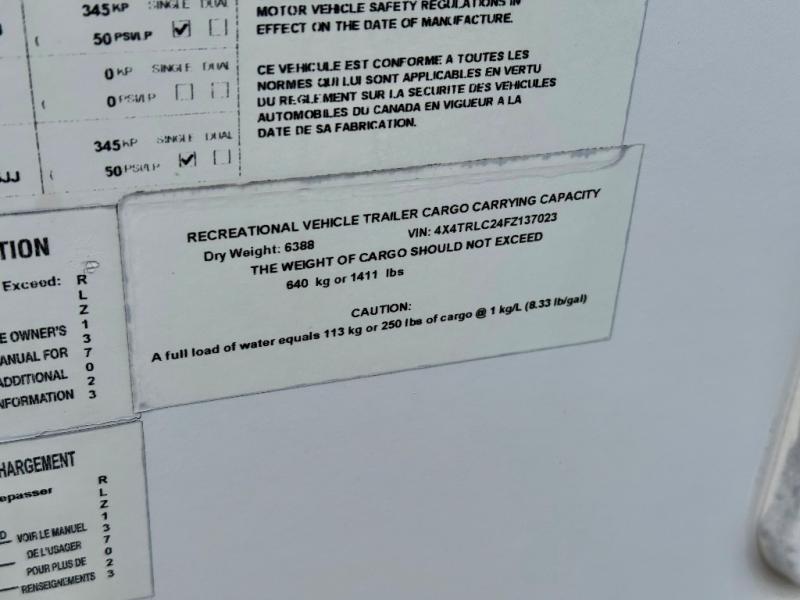 345 KP SINGLE DUAL
50 PSI/LP
MOTOR VEHICLE SAFETY REGULATIONS IN
EFFECT ON THE DATE OF MANUFACTURE.
0 KP SINGLE DUAL
0 PSI/LP
CE VEHICULE EST CONFORME A TOUTES LES
NORMES QUI LUI SONT APPLICABLES EN VERTU
DU REGLEMENT SUR LA SECURITE DES VEHICULES
AUTOMOBILES DU CANADA EN VIGUEUR A LA
DATE DE SA FABRICATION.
345 KP SINGLE DUAL
50 PSI/LP
JJ
RECREATIONAL VEHICLE TRAILER CARGO CARRYING CAPACITY
Dry Weight: 6388 VIN: 4X4TRLC24FZ137023
THE WEIGHT OF CARGO SHOULD NOT EXCEED
640 kg or 1411 lbs
CAUTION:
A full load of water equals 113 kg or 250 lbs of cargo @ 1 kg/L (8.33 lb/gal)
TION
Exceed:
E OWNER'S
ANUAL FOR
ADDITIONAL
NFORMATION
R
L
Z
1
3
7
0
2
3
HARGEMENT
epasser
D VOIR LE MANUEL
DE L'USAGER
POUR PLUS DE
RENSEIGNEMENTS
R
L
Z
1
3
7
0
2
3